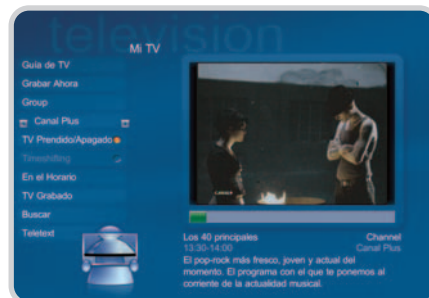 television
Mi TV
Guía de TV
Grabar Ahora
Group
Canal Plus
TV Prendido/Apagado
Timeshifting
En el Horario
TV Grabado
Buscar
Teletext
Los 40 principales
Channel
13:30-14:00
Canal Plus
El pop-rock más fresco, joven y actual del
momento. El programa con el que te ponemos al
corriente de la actualidad musical.